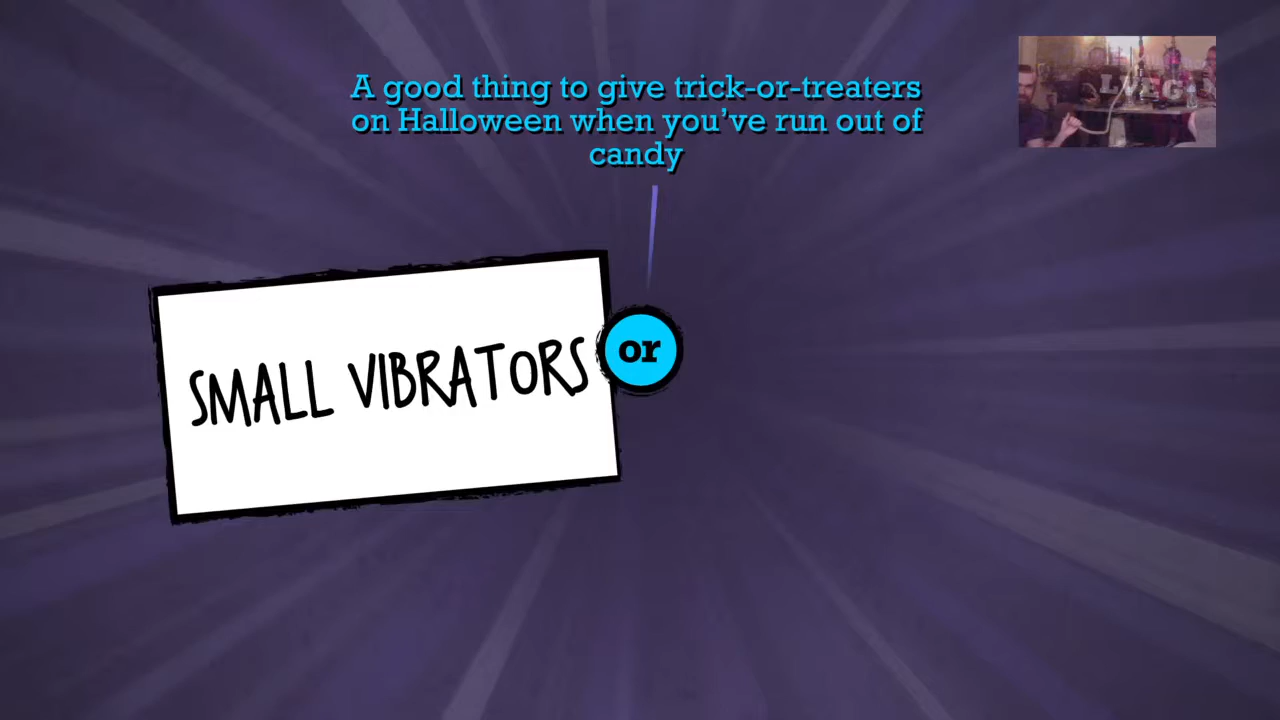 A good thing to give trick-or-treaters
on Halloween when you've run out of
candy
SMALL VIBRATORS
or